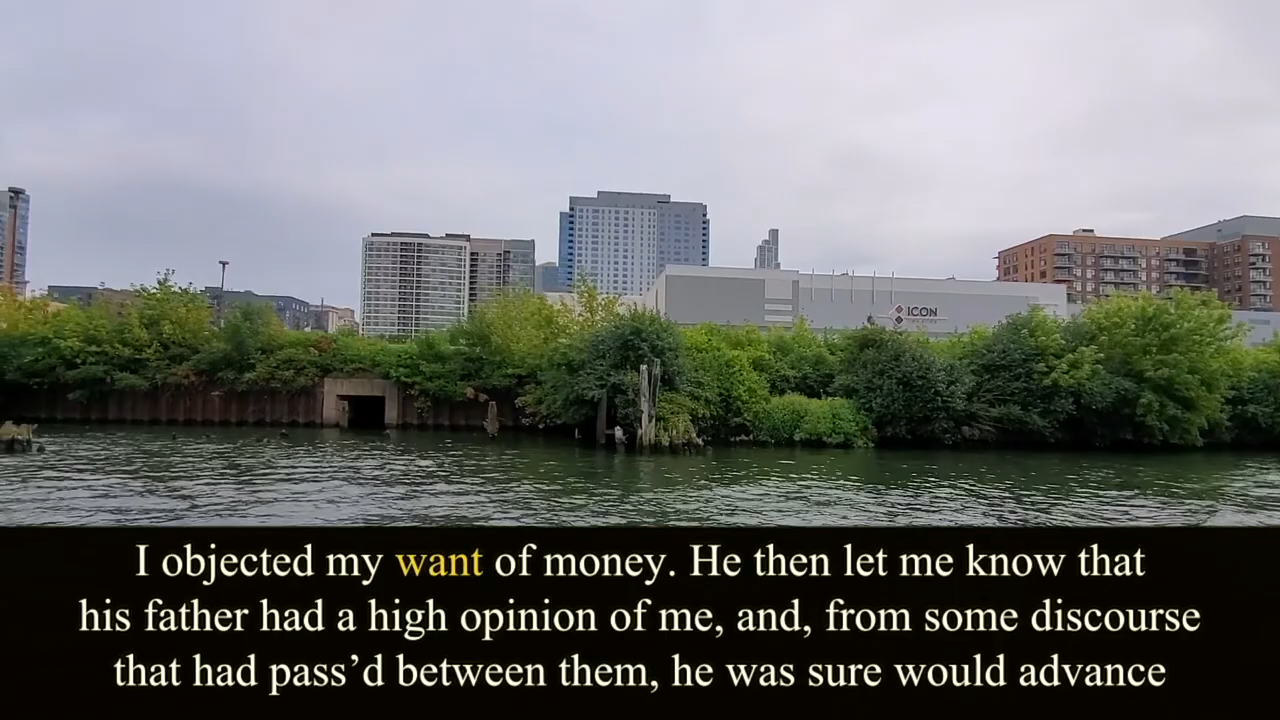 ICON
I objected my want of money. He then let me know that
his father had a high opinion of me, and, from some discourse
that had pass’d between them, he was sure would advance